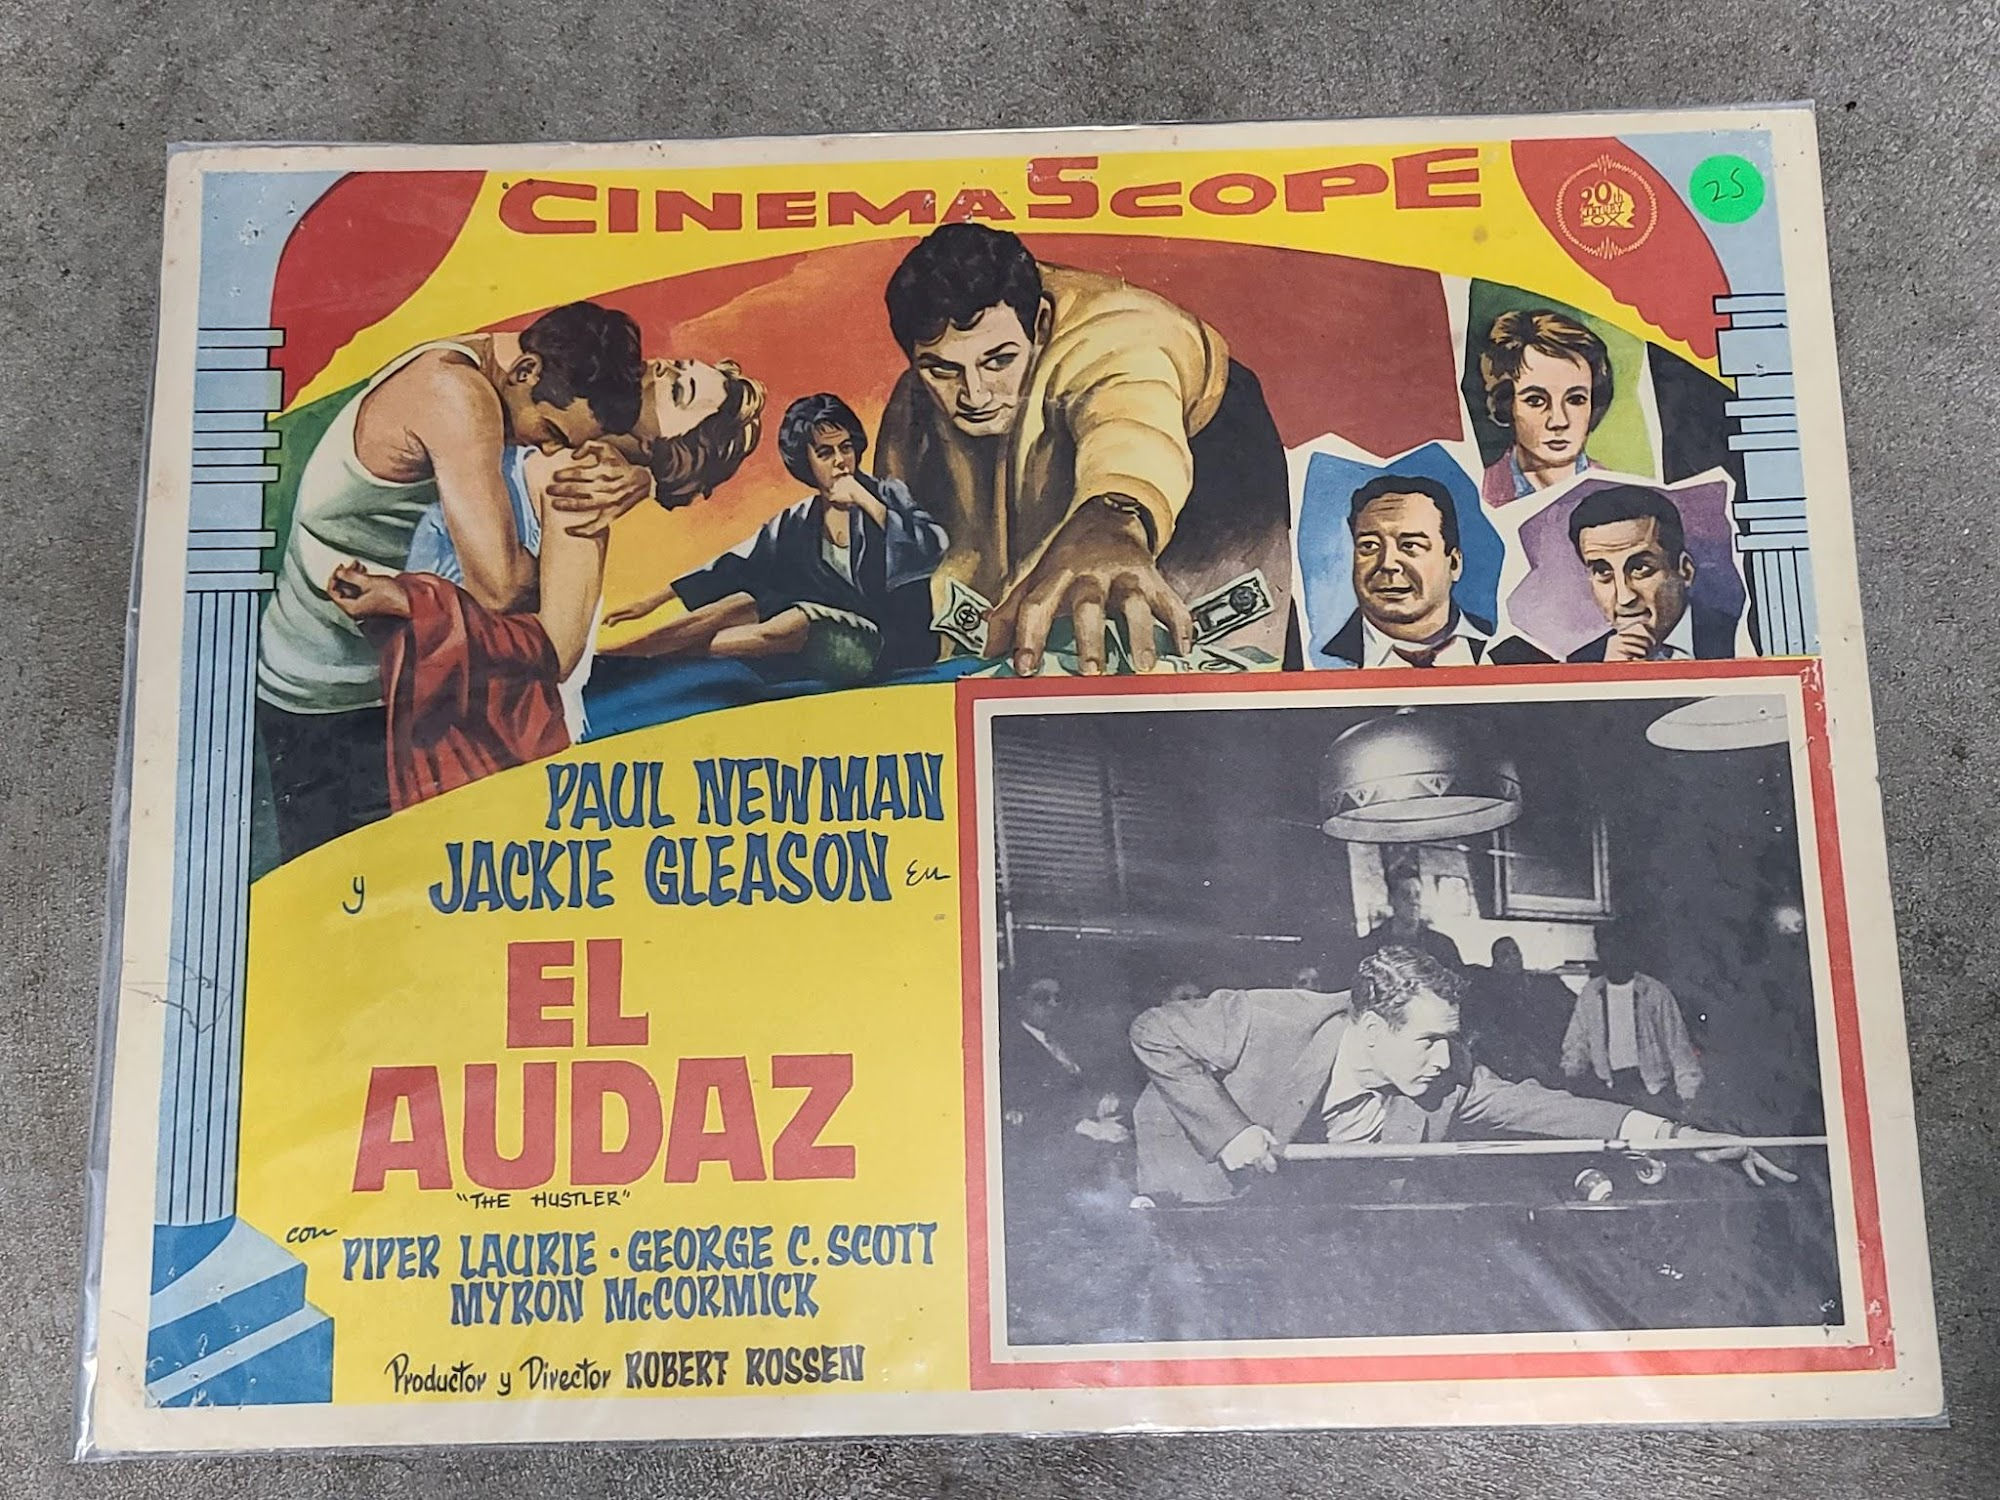 CINEMASCOPE
20th
CENTURY
FOX
25
PAUL NEWMAN
y JACKIE GLEASON en
EL
AUDAZ
"THE HUSTLER"
con PIPER LAURIE · GEORGE C. SCOTT
MYRON McCORMICK
Productor y Director ROBERT ROSSEN